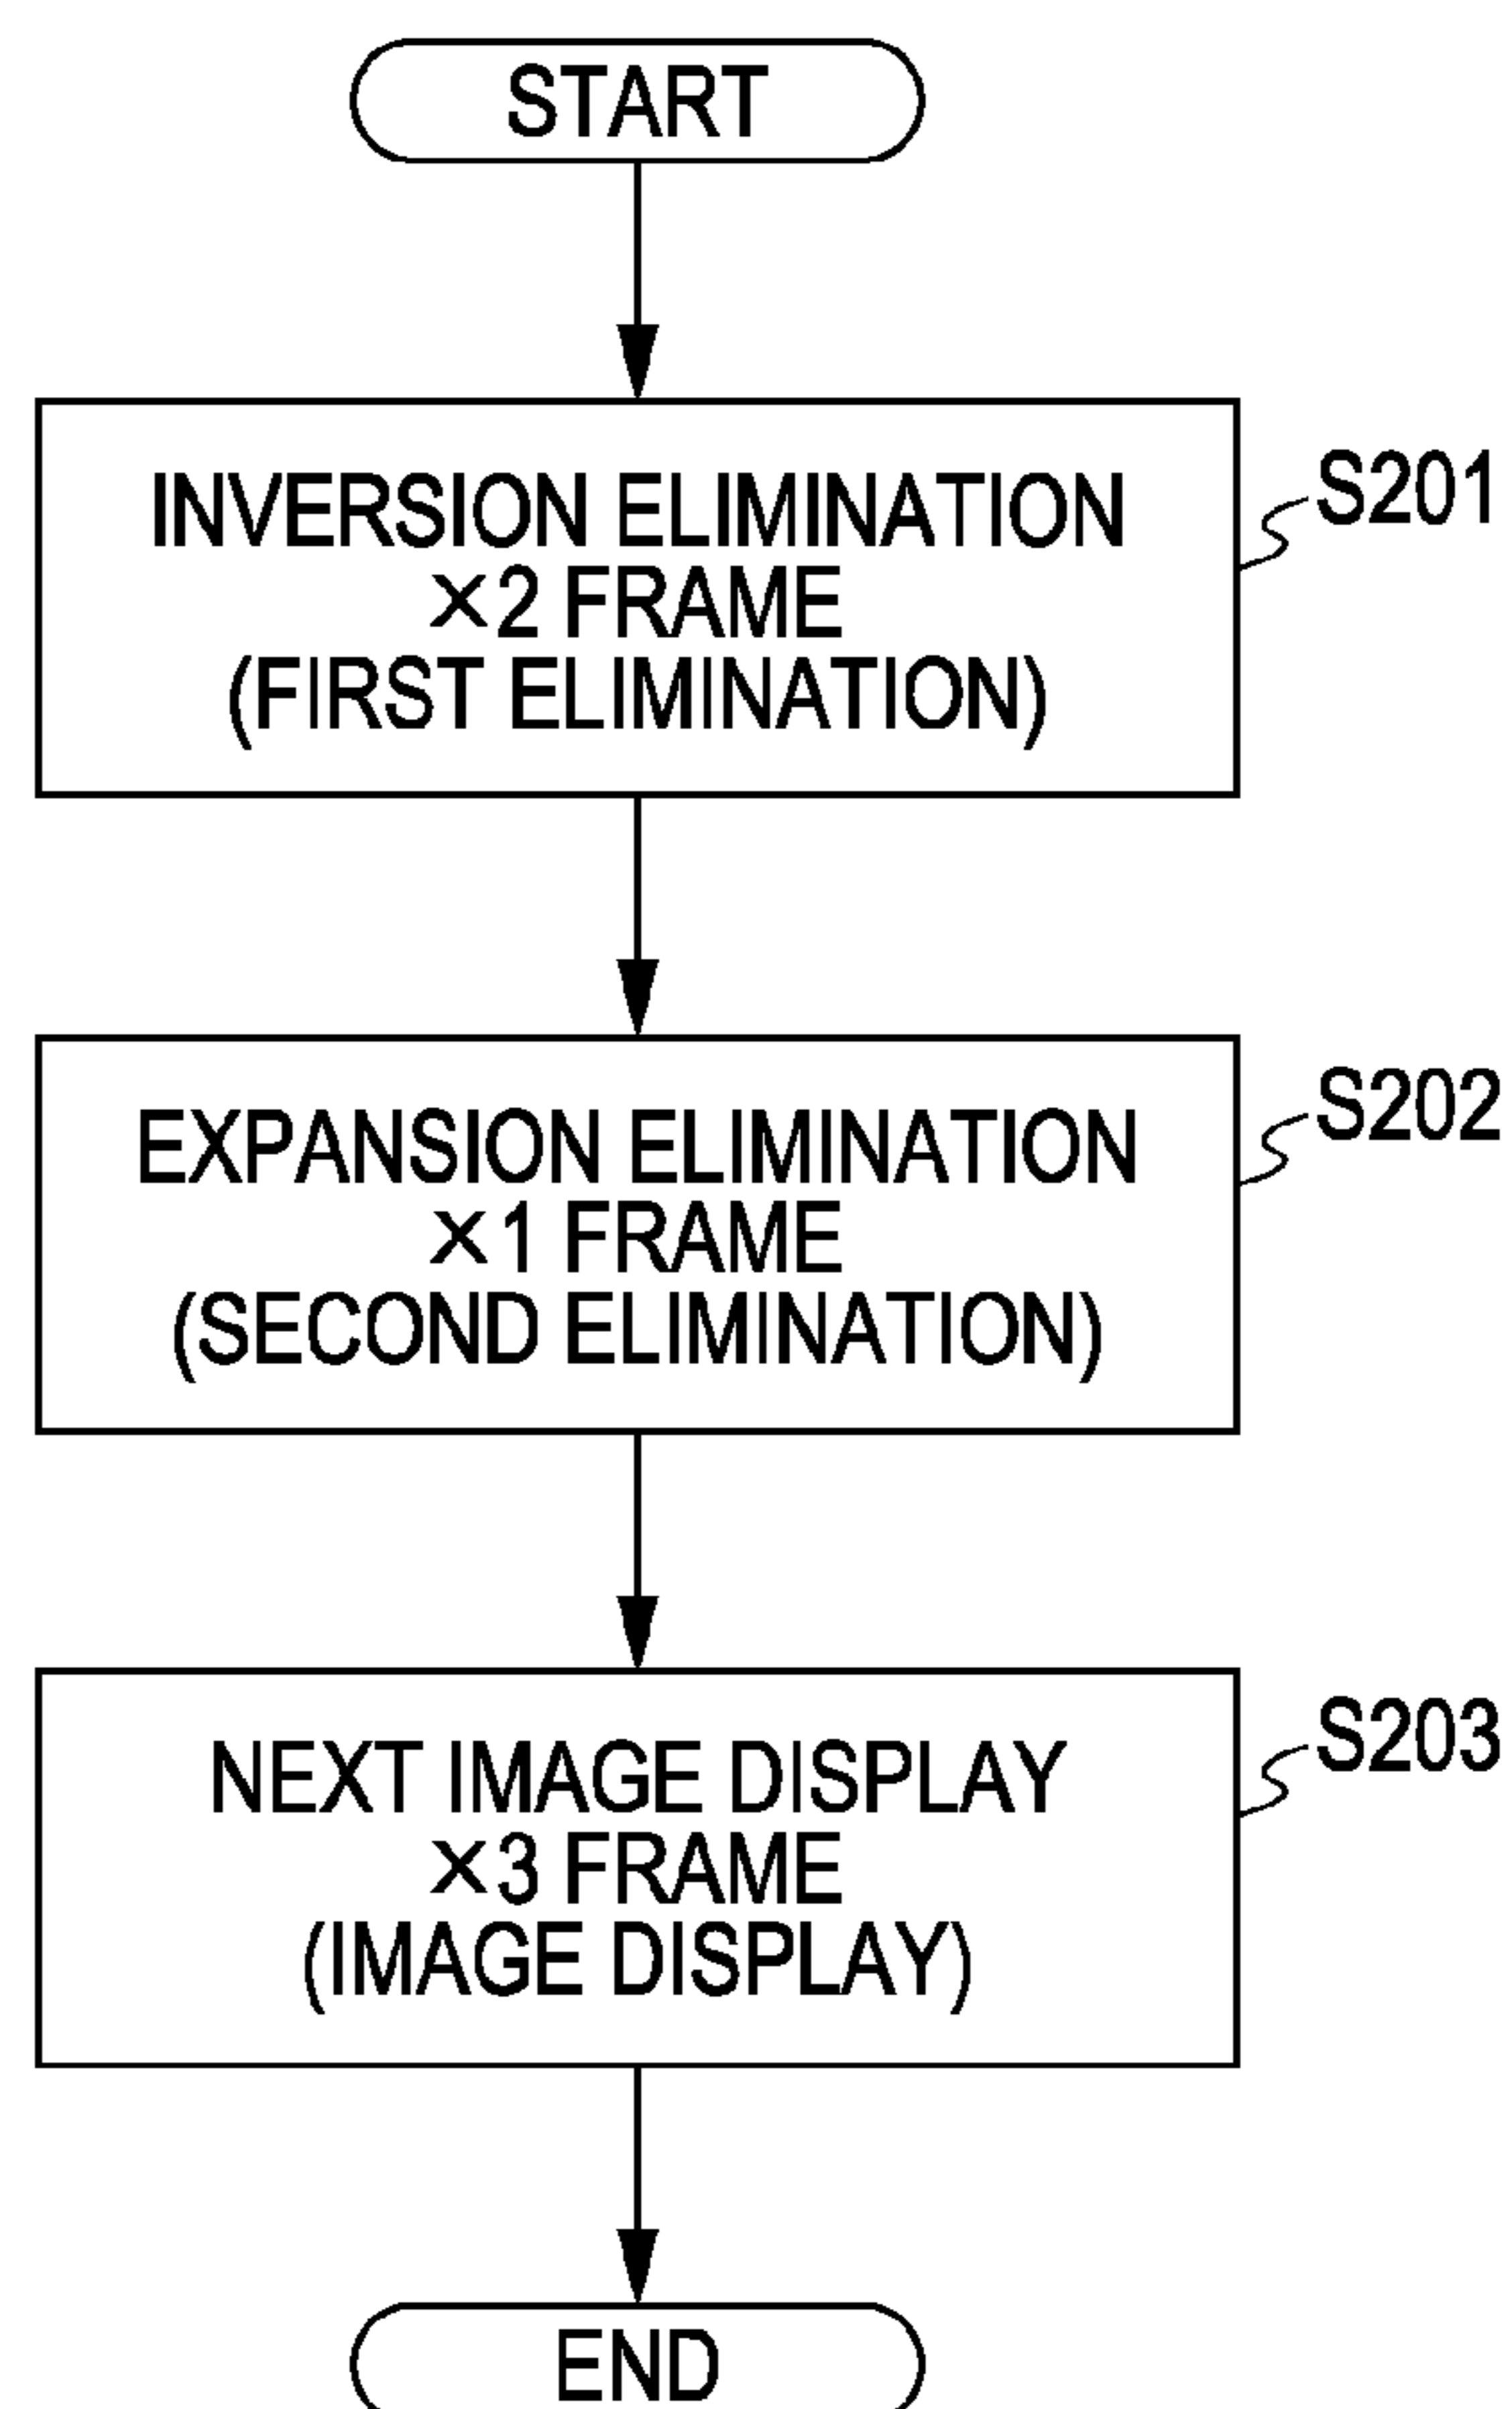 START
INVERSION ELIMINATION
×2 FRAME
(FIRST ELIMINATION)
S201
EXPANSION ELIMINATION
×1 FRAME
(SECOND ELIMINATION)
S202
NEXT IMAGE DISPLAY
×3 FRAME
(IMAGE DISPLAY)
S203
END